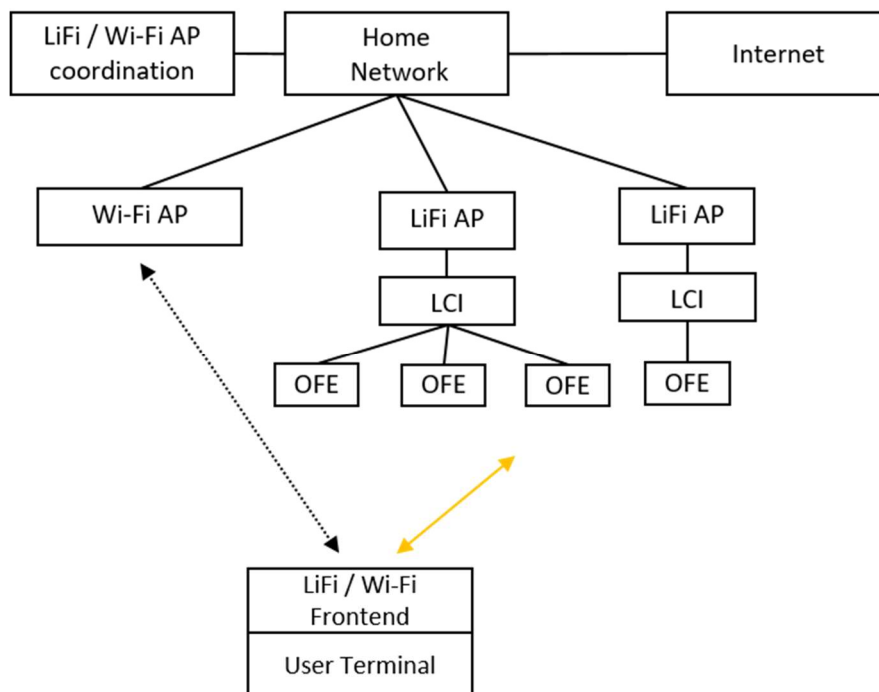 LiFi / Wi-Fi AP
coordination
Home
Network
Internet
Wi-Fi AP
LiFi AP
LiFi AP
LCI
LCI
OFE
OFE
OFE
OFE
LiFi / Wi-Fi
Frontend
User Terminal